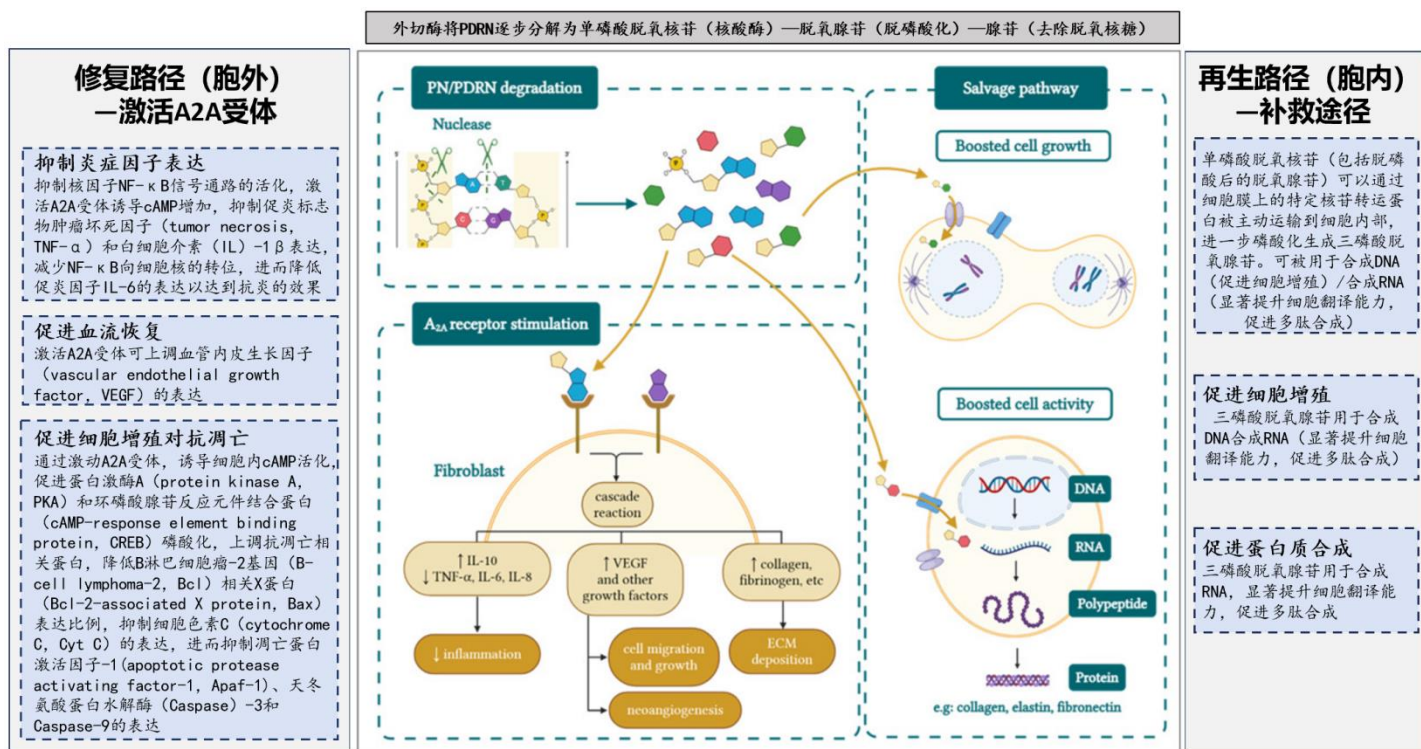 外切酶将PDRN逐步分解为单磷酸脱氧核苷（核酸酶）—脱氧腺苷（脱磷酸化）—腺苷（去除脱氧核糖）
修复路径（胞外）
—激活A2A受体
抑制炎症因子表达
抑制核因子NF-κB信号通路的活化，激
活A2A受体诱导cAMP增加，抑制促炎标志
物肿瘤坏死因子（tumor necrosis,
TNF-α）和白细胞介素（IL）-1β表达，
减少NF-κB向细胞核的转位，进而降低
促炎因子IL-6的表达以达到抗炎的效果
促进血流恢复
激活A2A受体可上调血管内皮生长因子
（vascular endothelial growth
factor, VEGF）的表达
促进细胞增殖对抗凋亡
通过激动A2A受体，诱导细胞内cAMP活化，
促进蛋白激酶A（protein kinase A,
PKA）和环磷酸腺苷反应元件结合蛋白
（cAMP-response element binding
protein, CREB）磷酸化，上调抗凋亡相
关蛋白，降低B淋巴细胞瘤-2基因（B-
cell lymphoma-2, Bcl）相关X蛋白
（Bcl-2-associated X protein, Bax）
表达比例，抑制细胞色素C（cytochrome
C, Cyt C）的表达，进而抑制凋亡蛋白
激活因子-1(apoptotic protease
activating factor-1, Apaf-1）、天冬
氨酸蛋白水解酶（Caspase）-3和
Caspase-9的表达
PN/PDRN degradation
Nuclease
P
P
A
T
C
G
P
P
P
A2A receptor stimulation
Fibroblast
cascade
reaction
↑ IL-10
↓ TNF-α, IL-6, IL-8
↑ VEGF
and other
growth factors
↑ collagen,
fibrinogen, etc
↓ inflammation
cell migration
and growth
neoangiogenesis
ECM
deposition
Salvage pathway
Boosted cell growth
Boosted cell activity
DNA
RNA
Polypeptide
Protein
e.g: collagen, elastin, fibronectin
再生路径（胞内）
—补救途径
单磷酸脱氧核苷（包括脱磷
酸后的脱氧腺苷）可以通过
细胞膜上的特定核苷转运蛋
白被主动运输到细胞内部，
进一步磷酸化生成三磷酸脱
氧腺苷。可被用于合成DNA
（促进细胞增殖）/合成RNA
（显著提升细胞翻译能力，
促进多肽合成）
促进细胞增殖
三磷酸脱氧腺苷用于合成
DNA合成RNA（显著提升细胞
翻译能力，促进多肽合成）
促进蛋白质合成
三磷酸脱氧腺苷用于合成
RNA，显著提升细胞翻译能
力，促进多肽合成